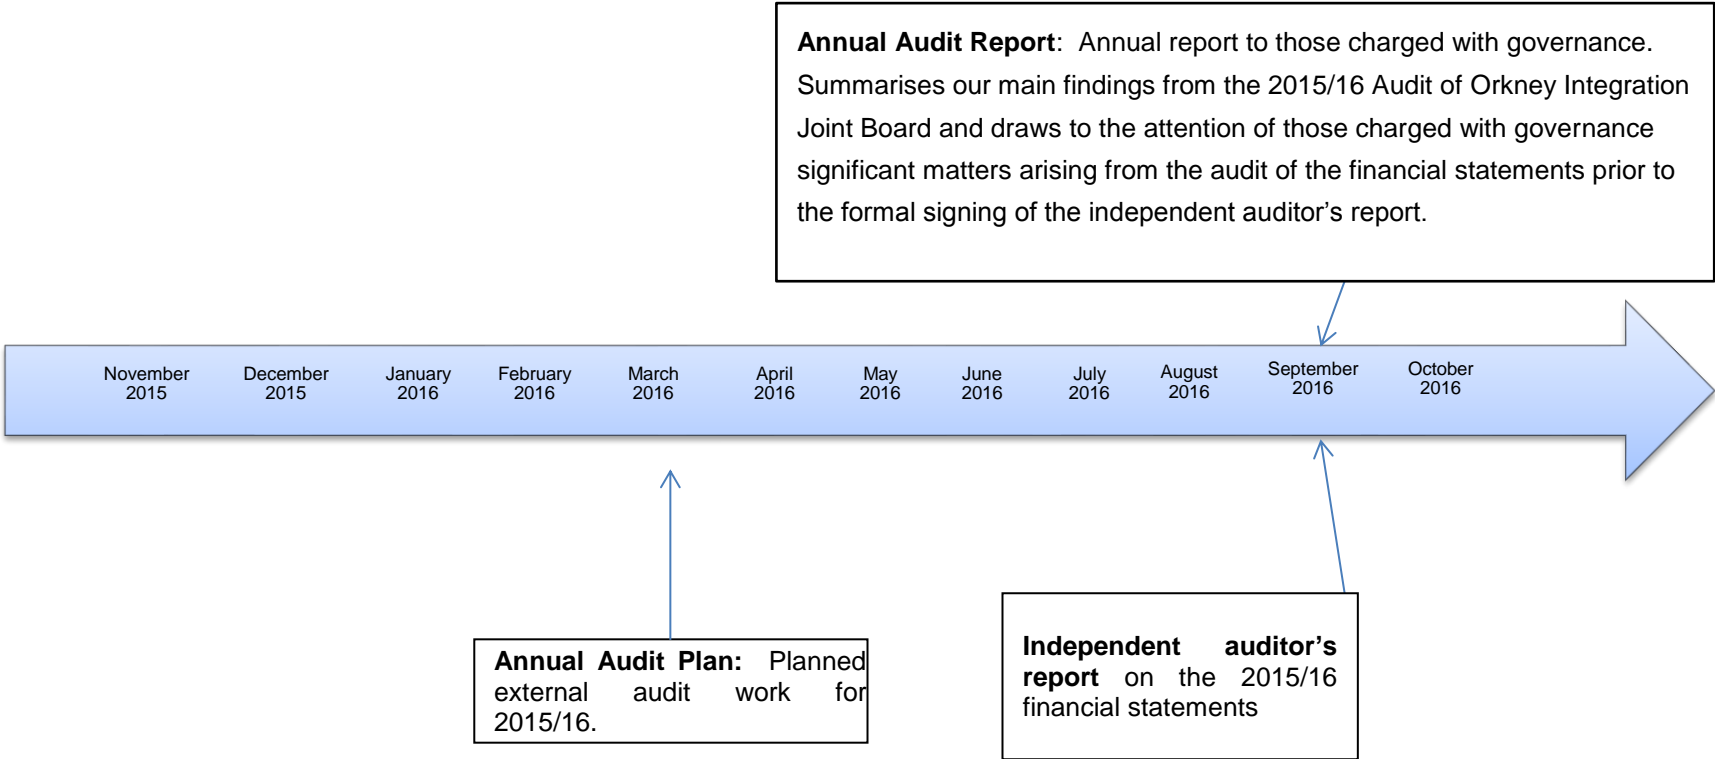 Annual Audit Report: Annual report to those charged with governance.
Summarises our main findings from the 2015/16 Audit of Orkney Integration
Joint Board and draws to the attention of those charged with governance
significant matters arising from the audit of the financial statements prior to
the formal signing of the independent auditor’s report.
November
2015
December
2015
January
2016
February
2016
March
2016
April
2016
May
2016
June
2016
July
2016
August
2016
September
2016
October
2016
Annual Audit Plan: Planned
external audit work for
2015/16.
Independent auditor’s
report on the 2015/16
financial statements